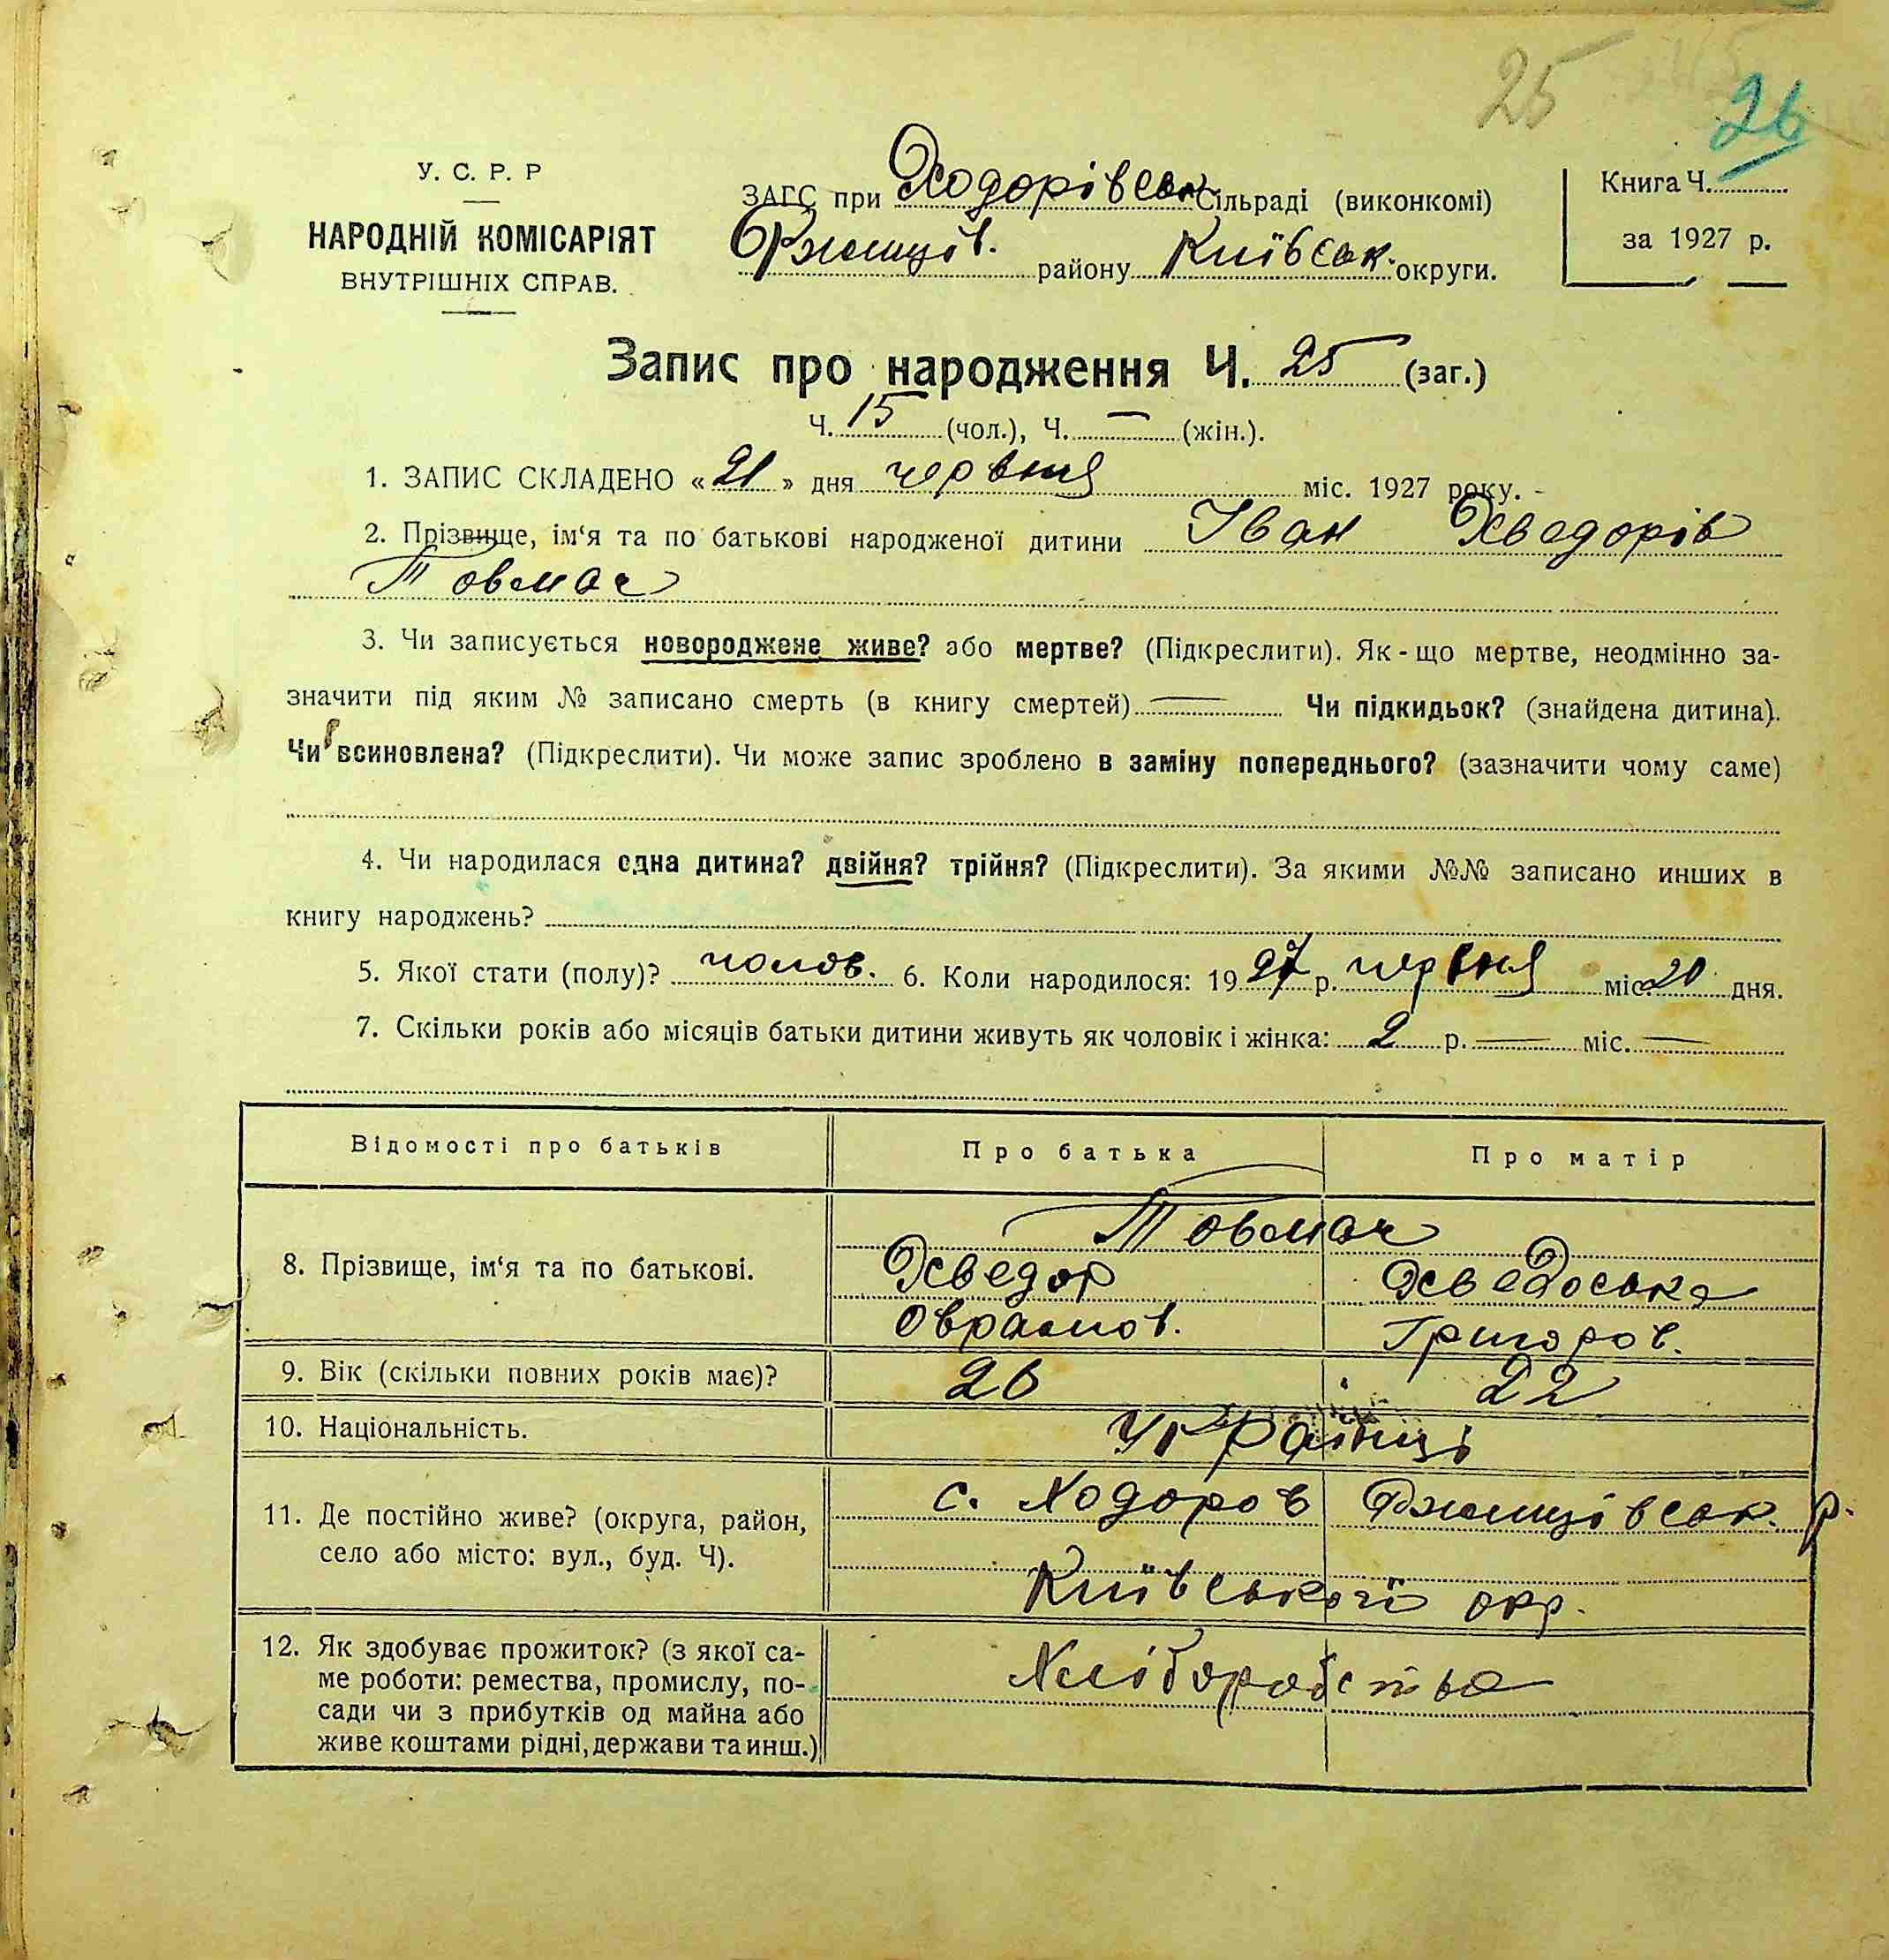 25 26
У. С. Р. Р
НАРОДНІЙ КОМІСАРІЯТ
ВНУТРІШНІХ СПРАВ.
ЗАГС при Ходорівськ Сільраді (виконкомі)
Ржищів. району Київськ. округи.
Книга Ч.
за 1927 р.
Запис про народження Ч. 25 (заг.)
Ч. 15 (чол.), Ч. — (жін.).
1. ЗАПИС СКЛАДЕНО «21» дня червня міс. 1927 року.
2. Прізвище, ім‘я та по батькові народженої дитини Іван Хведорів
Товмач
3. Чи записується новороджене живе? або мертве? (Підкреслити). Як-що мертве, неодмінно за-
значити під яким № записано смерть (в книгу смертей) — Чи підкидьок? (знайдена дитина).
Чи всиновлена? (Підкреслити). Чи може запис зроблено в заміну попереднього? (зазначити чому саме)
4. Чи народилася одна дитина? двійня? трійня? (Підкреслити). За якими №№ записано инших в
книгу народжень?
5. Якої стати (полу)? чолов. 6. Коли народилося: 1927 р. червня міс. 20 дня.
7. Скільки років або місяців батьки дитини живуть як чоловік і жінка: 2 р. — міс. —
Відомості про батьків Про батька Про матір
Товмач
8. Прізвище, ім‘я та по батькові. Хведор Хведоська
Оврамов. Григоров.
9. Вік (скільки повних років має)? 26 22
10. Національність. Українці
11. Де постійно живе? (округа, район, с. Ходоров Ржищівськ. р.
село або місто: вул., буд. Ч). Київської окр.
12. Як здобуває прожиток? (з якої са- Хліборобство
ме роботи: ремества, промислу, по-
сади чи з прибутків од майна або
живе коштами рідні, держави та инш.)